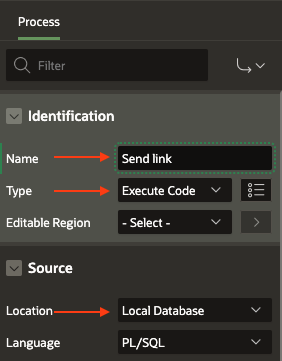 Process
Filter
Identification
Name Send link
Type Execute Code
Editable Region - Select -
Source
Location Local Database
Language PL/SQL